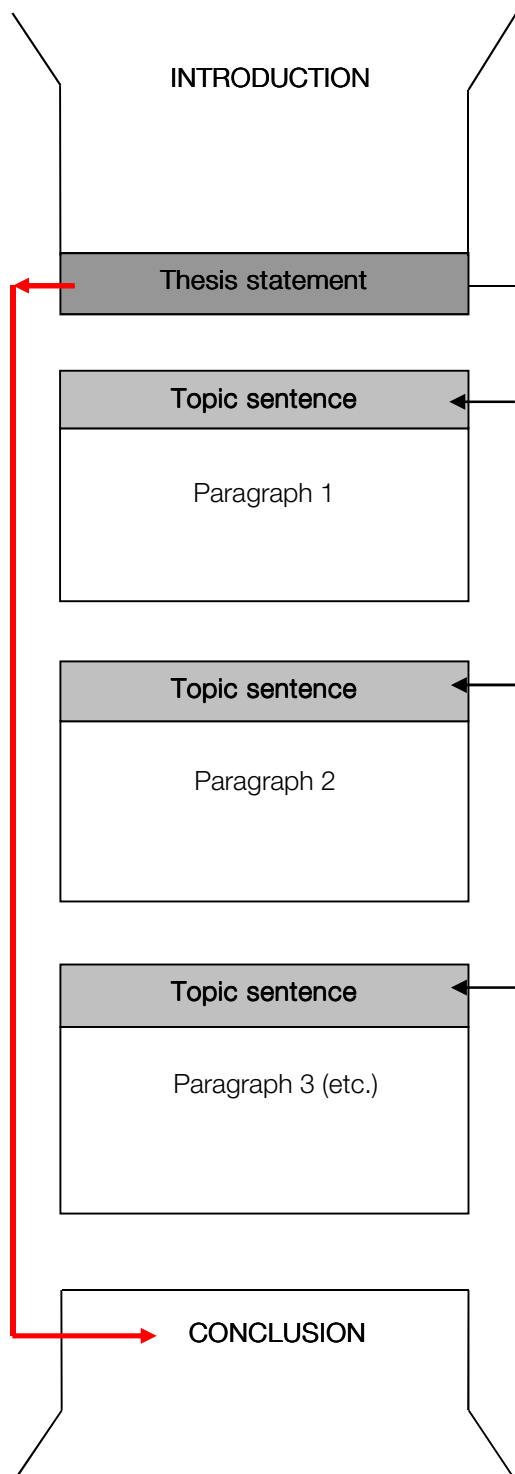 INTRODUCTION
Thesis statement
Topic sentence
Paragraph 1
Topic sentence
Paragraph 2
Topic sentence
Paragraph 3 (etc.)
CONCLUSION